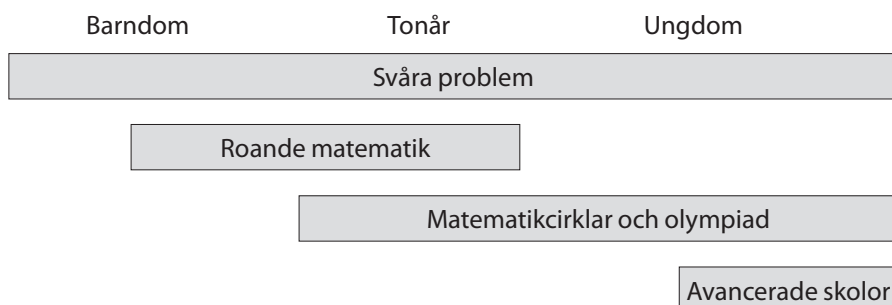 Barndom Tonår Ungdom
Svåra problem
Roande matematik
Matematikcirklar och olympiad
Avancerade skolor